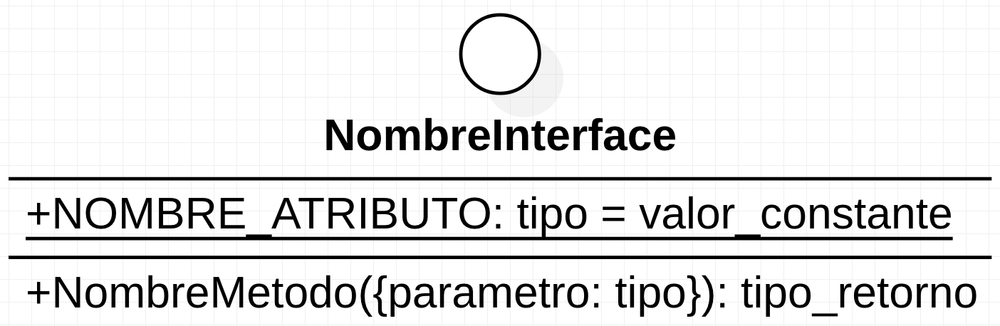 NombreInterface
+NOMBRE_ATRIBUTO: tipo = valor_constante
+NombreMetodo({parametro: tipo}): tipo_retorno